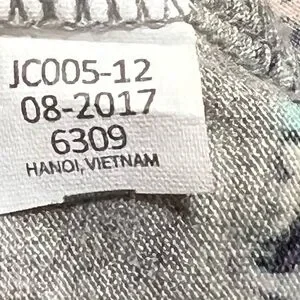 JC005-12
08-2017
6309
HANOI, VIETNAM